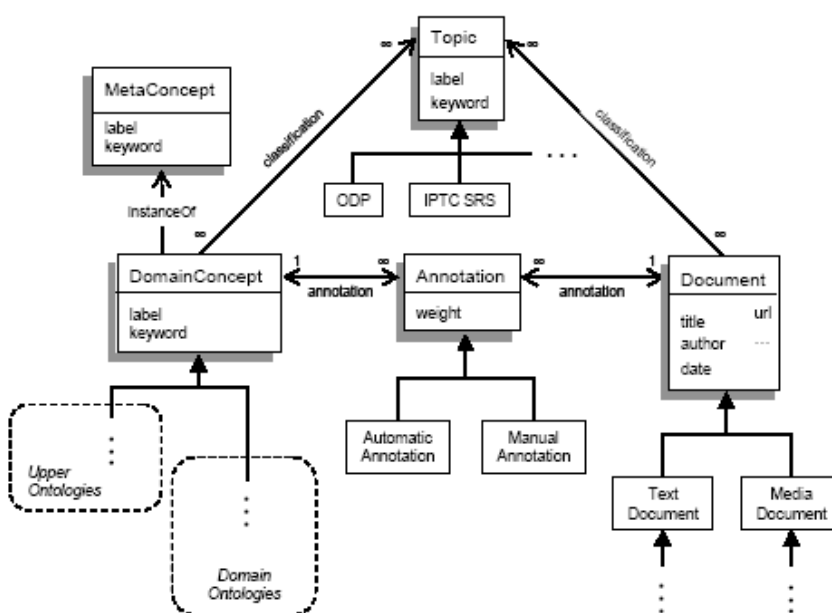 Topic
∞
∞
label
keyword
MetaConcept
label
keyword
classification
classification
...
ODP
IPTC SRS
InstanceOf
∞
∞
DomainConcept
1
∞
Annotation
∞
1
Document
annotation
annotation
label
keyword
weight
title
url
author
...
date
Automatic
Annotation
Manual
Annotation
Upper
Ontologies
Text
Document
Media
Document
Domain
Ontologies